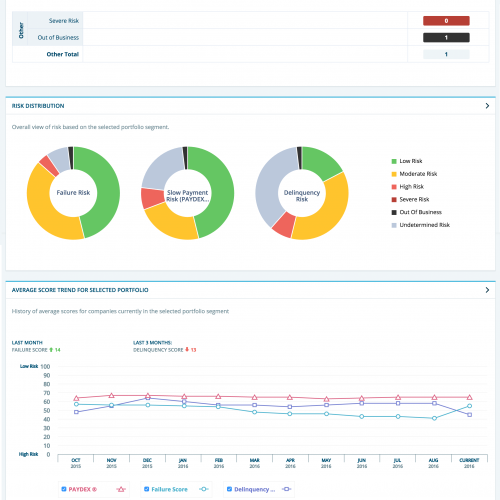 Other
Severe Risk 0
Out of Business 1
Other Total 1
RISK DISTRIBUTION
Overall view of risk based on the selected portfolio segment.
Failure Risk
Slow Payment
Risk (PAYDEX...
Delinquency
Risk
Low Risk
Moderate Risk
High Risk
Severe Risk
Out Of Business
Undetermined Risk
AVERAGE SCORE TREND FOR SELECTED PORTFOLIO
History of average scores for companies currently in the selected portfolio segment
LAST MONTH
FAILURE SCORE 14
LAST 3 MONTHS:
DELINQUENCY SCORE 13
Low Risk 100
90
80
70
60
50
40
30
20
10
High Risk 0
OCT NOV DEC JAN FEB MAR APR MAY JUN JUL AUG CURRENT
2015 2015 2015 2016 2016 2016 2016 2016 2016 2016 2016 2016
PAYDEX ® Failure Score Delinquency ...